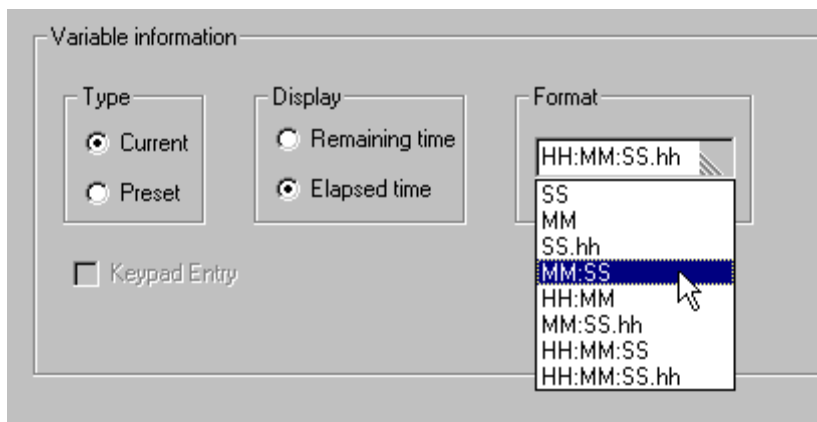 Variable information
Type
Display
Format
Current
Preset
Remaining time
Elapsed time
HH:MM:SS.hh
SS
MM
SS.hh
MM:SS
HH:MM
MM:SS.hh
HH:MM:SS
HH:MM:SS.hh
Keypad Entry